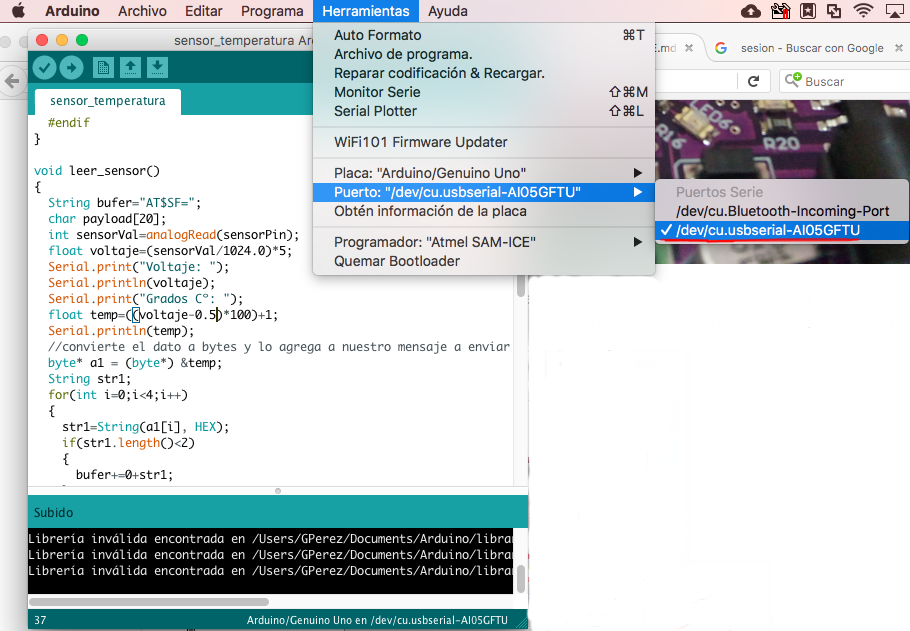 Arduino Archivo Editar Programa Herramientas Ayuda
sensor_temperatura Ar
Auto Formato ⌘T
Archivo de programa.
Reparar codificación & Recargar.
Monitor Serie ⇧⌘M
Serial Plotter ⇧⌘L
WiFi101 Firmware Updater
Placa: "Arduino/Genuino Uno"
Puerto: "/dev/cu.usbserial-AI05GFTU"
Obtén información de la placa
Programador: "Atmel SAM-ICE"
Quemar Bootloader
Puertos Serie
/dev/cu.Bluetooth-Incoming-Port
✓ /dev/cu.usbserial-AI05GFTU
E.md
sesion - Buscar con Google
Buscar
LED6
sensor_temperatura
#endif
}
void leer_sensor()
{
String bufer="AT$SF=";
char payload[20];
int sensorVal=analogRead(sensorPin);
float voltaje=(sensorVal/1024.0)*5;
Serial.print("Voltaje: ");
Serial.println(voltaje);
Serial.print("Grados Cº: ");
float temp=((voltaje-0.5)*100)+1;
Serial.println(temp);
//convierte el dato a bytes y lo agrega a nuestro mensaje a enviar
byte* a1 = (byte*) &temp;
String str1;
for(int i=0;i<4;i++)
{
str1=String(a1[i], HEX);
if(str1.length()<2)
{
bufer+=0+str1;
Subido
Librería inválida encontrada en /Users/GPerez/Documents/Arduino/librar
Librería inválida encontrada en /Users/GPerez/Documents/Arduino/librar
Librería inválida encontrada en /Users/GPerez/Documents/Arduino/librar
37 Arduino/Genuino Uno en /dev/cu.usbserial-AI05GFTU